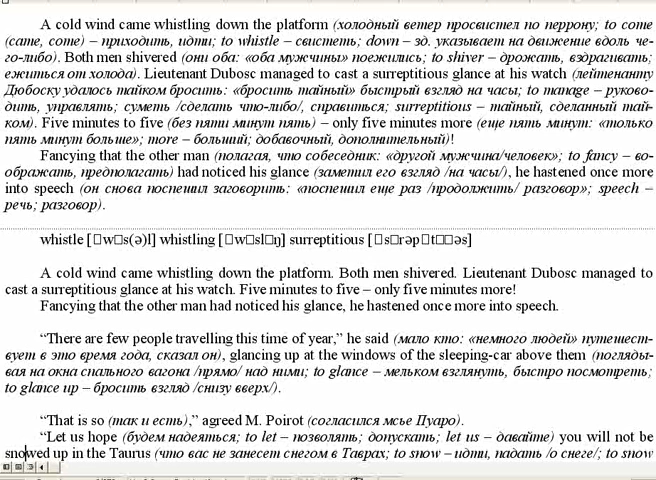 A cold wind came whistling down the platform (холодный ветер просвистел по перрону; to come
(came, come) – приходить, идти; to whistle – свистеть; down – зд. указывает на движение вдоль че-
го-либо). Both men shivered (они оба: «оба мужчины» поежились; to shiver – дрожать, вздрагивать;
ежиться от холода). Lieutenant Dubosc managed to cast a surreptitious glance at his watch (лейтенанту
Дюбоску удалось тайком бросить: «бросить тайный» быстрый взгляд на часы; to manage – руково-
дить, управлять; суметь /сделать что-либо/, справиться; surreptitious – тайный, сделанный тай-
ком). Five minutes to five (без пяти минут пять) – only five minutes more (еще пять минут: «только
пять минут больше»; more – больший; добавочный, дополнительный)!
Fancying that the other man (полагая, что собеседник: «другой мужчина/человек»; to fancy – во-
ображать, предполагать) had noticed his glance (заметил его взгляд /на часы/), he hastened once more
into speech (он снова поспешил заговорить: «поспешил еще раз /продолжить/ разговор»; speech –
речь; разговор).
whistle [□w□s(ə)l] whistling [□w□slɪŋ] surreptitious [□s□rəp□t□□əs]
A cold wind came whistling down the platform. Both men shivered. Lieutenant Dubosc managed to
cast a surreptitious glance at his watch. Five minutes to five – only five minutes more!
Fancying that the other man had noticed his glance, he hastened once more into speech.
“There are few people travelling this time of year,” he said (мало кто: «немного людей» путешест-
вует в это время года, сказал он), glancing up at the windows of the sleeping-car above them (погляды-
вая на окна спального вагона /прямо/ над ними; to glance – мельком взглянуть, быстро посмотреть;
to glance up – бросить взгляд /снизу вверх/).
“That is so (так и есть),” agreed M. Poirot (согласился мсье Пуаро).
“Let us hope (будем надеяться; to let – позволять; допускать; let us – давайте) you will not be
snowed up in the Taurus (что вас не занесет снегом в Таврах; to snow – идти, падать /о снеге/; to snow